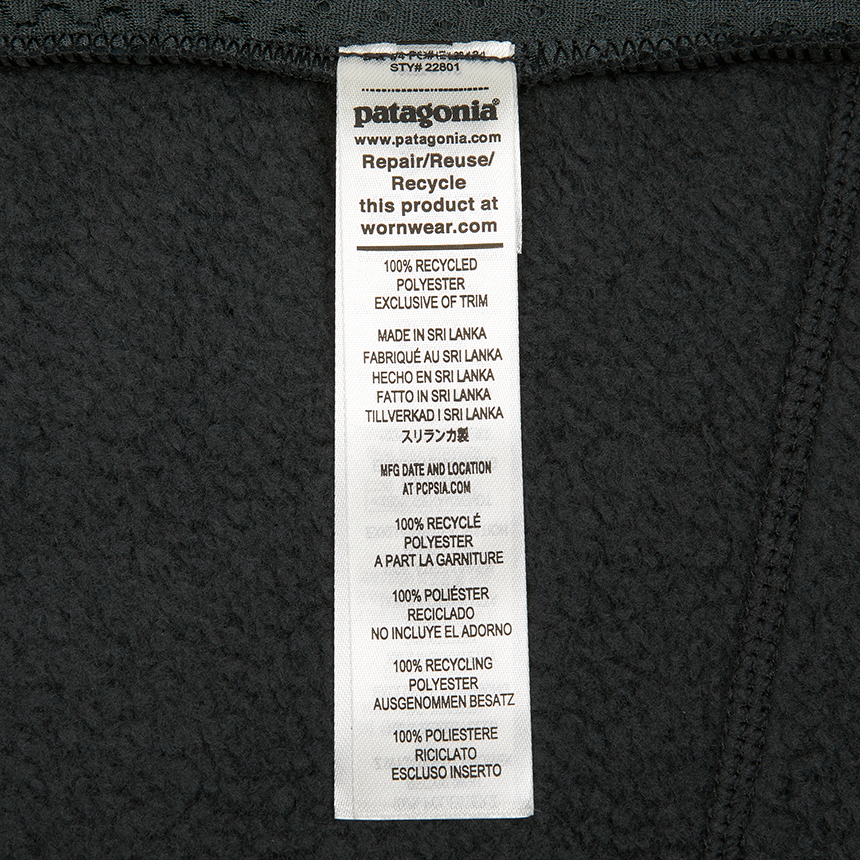 STY# 22801
patagonia®
www.patagonia.com
Repair/Reuse/
Recycle
this product at
wornwear.com
100% RECYCLED
POLYESTER
EXCLUSIVE OF TRIM
MADE IN SRI LANKA
FABRIQUÉ AU SRI LANKA
HECHO EN SRI LANKA
FATTO IN SRI LANKA
TILLVERKAD I SRI LANKA
スリランカ製
MFG DATE AND LOCATION
AT PCPSIA.COM
100% RECYCLÉ
POLYESTER
A PART LA GARNITURE
100% POLIÉSTER
RECICLADO
NO INCLUYE EL ADORNO
100% RECYCLING
POLYESTER
AUSGENOMMEN BESATZ
100% POLIESTERE
RICICLATO
ESCLUSO INSERTO